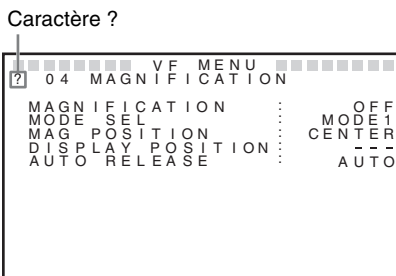 Caractère ?
VF MENU
? 04 MAGNIFICATION
MAGNIFICATION : OFF
MODE SEL : MODE1
MAG POSITION : CENTER
DISPLAY POSITION : ---
AUTO RELEASE : AUTO